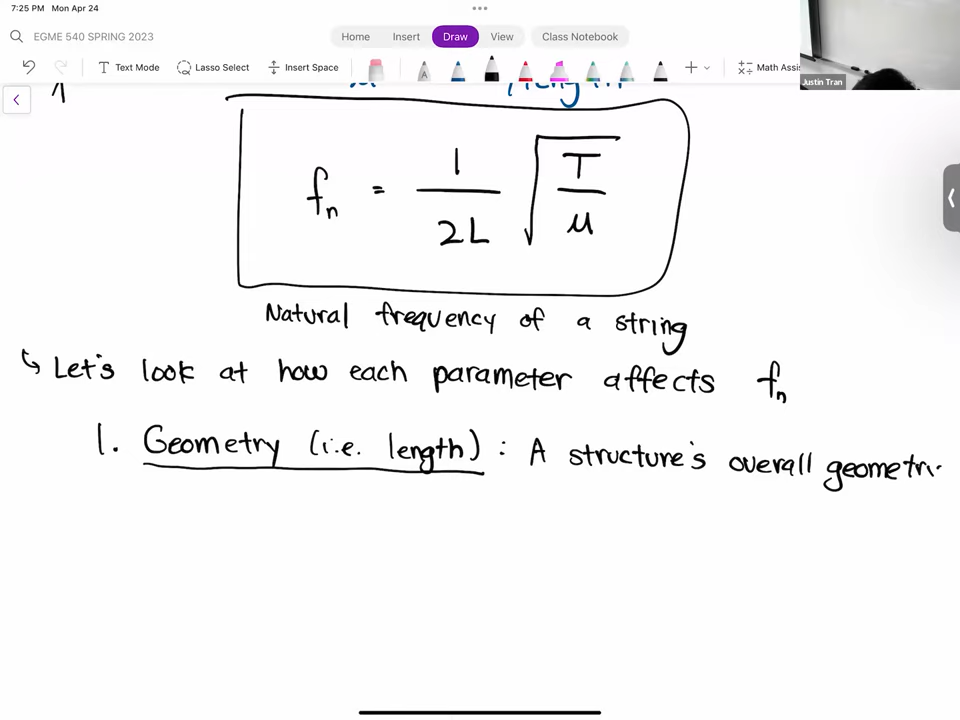 7:25 PM Mon Apr 24
EGME 540 SPRING 2023
Home Insert Draw View Class Notebook
Text Mode Lasso Select Insert Space Math Assis
Justin Tran
length
fn = 1 / 2L √ T / μ
Natural frequency of a string
↳ Let's look at how each parameter affects fn
1. Geometry (i.e. length) : A structure's overall geometri